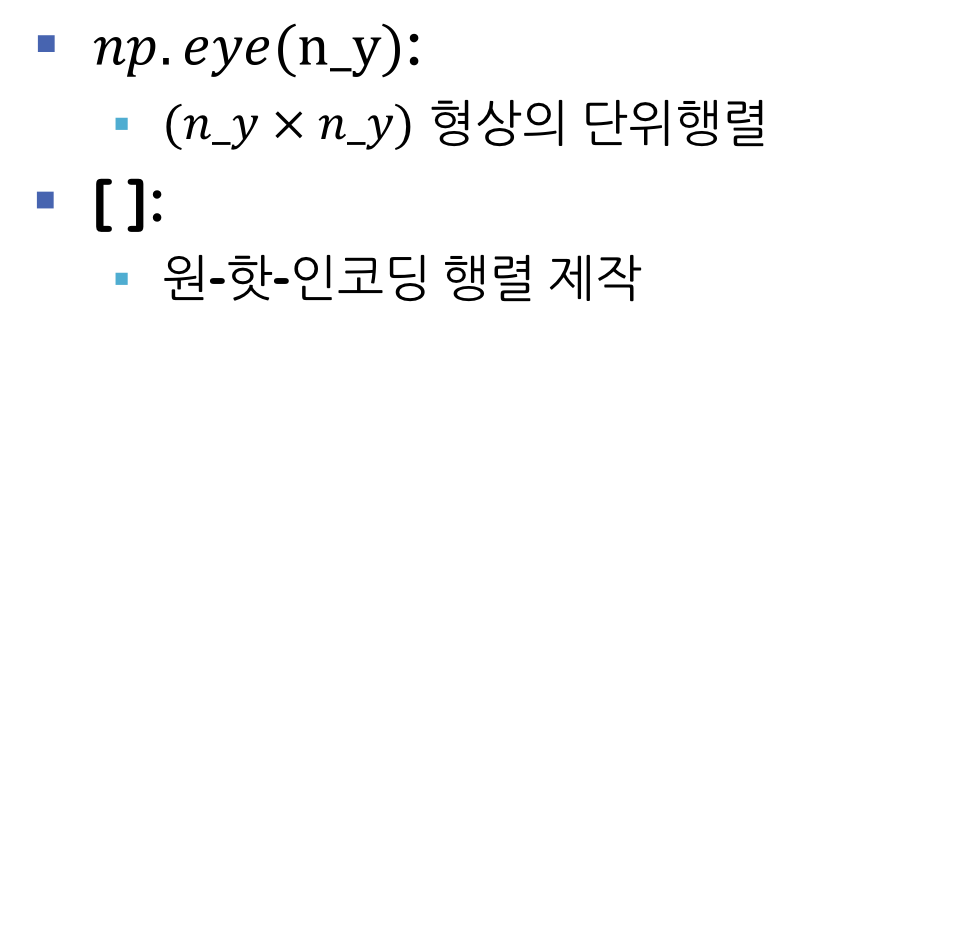 np.eye(n_y):
(n_y × n_y) 형상의 단위행렬
[ ]:
원-핫-인코딩 행렬 제작